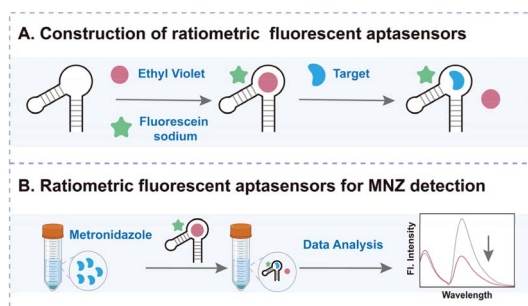 A. Construction of ratiometric fluorescent aptasensors
Ethyl Violet
Target
Fluorescein
sodium
B. Ratiometric fluorescent aptasensors for MNZ detection
Metronidazole
Data Analysis
Fl. Intensity
Wavelength